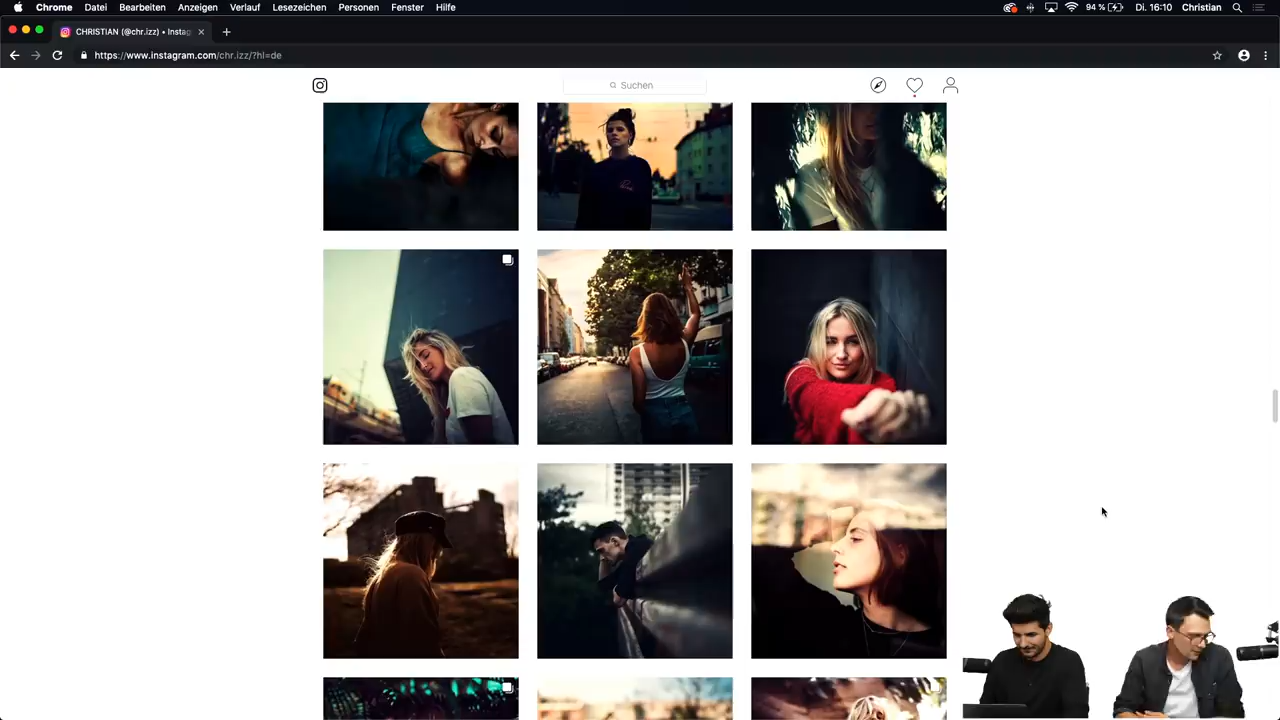 Chrome Datei Bearbeiten Anzeigen Verlauf Lesezeichen Personen Fenster Hilfe 94 % Di. 16:10 Christian
CHRISTIAN (@chr.izz) • Instag
https://www.instagram.com/chr.izz/?hl=de
Suchen